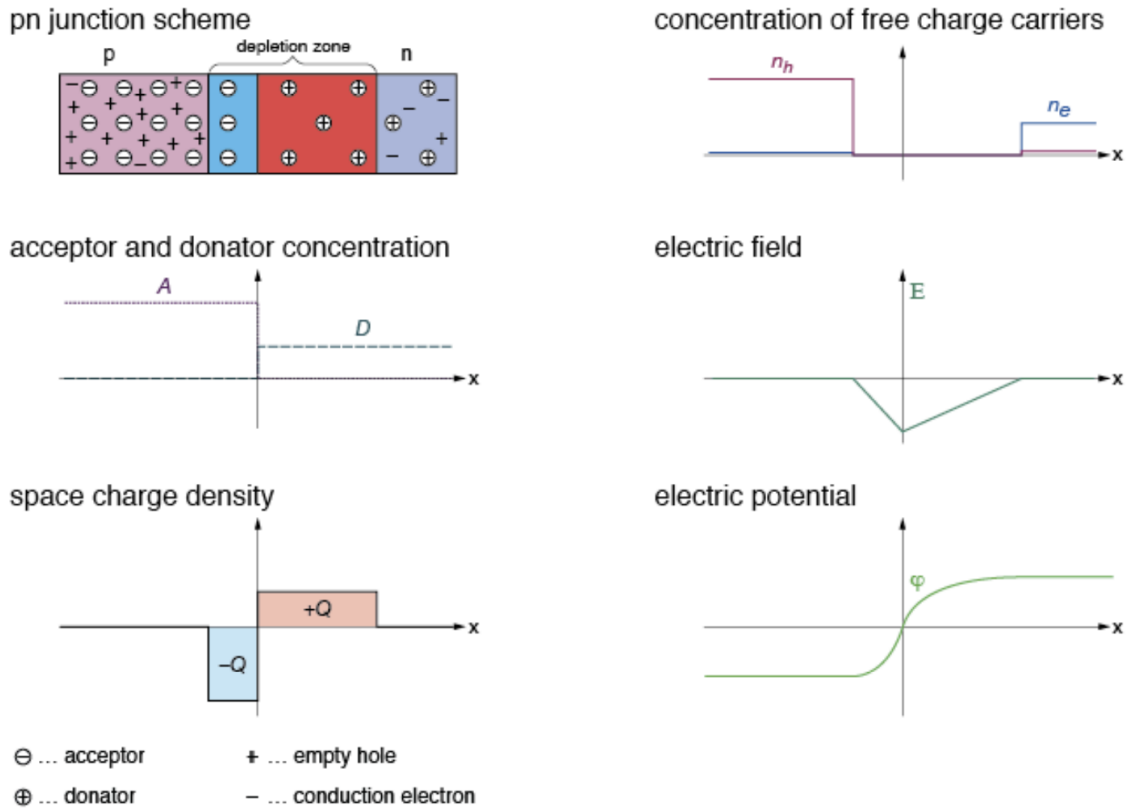 pn junction scheme
p
depletion zone
n
concentration of free charge carriers
n_h
n_e
x
acceptor and donator concentration
A
D
x
electric field
E
x
space charge density
+Q
–Q
x
electric potential
φ
x
⊖ ... acceptor
+ ... empty hole
⊕ ... donator
– ... conduction electron